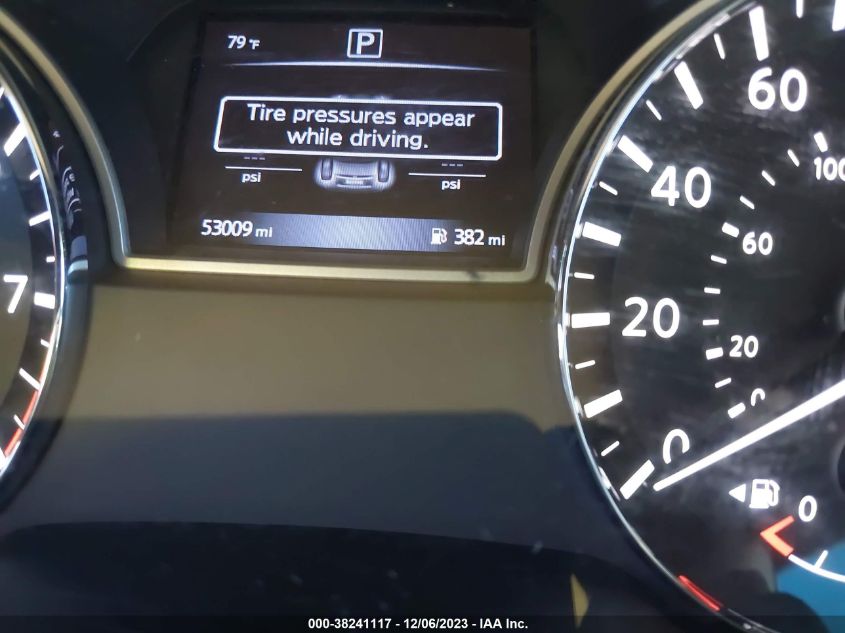 79 °F
P
Tire pressures appear
while driving.
--- ---
psi psi
53009 mi 382 mi
7
60
100
40
60
20
20
0
0
0
000-38241117 - 12/06/2023 - IAA Inc.